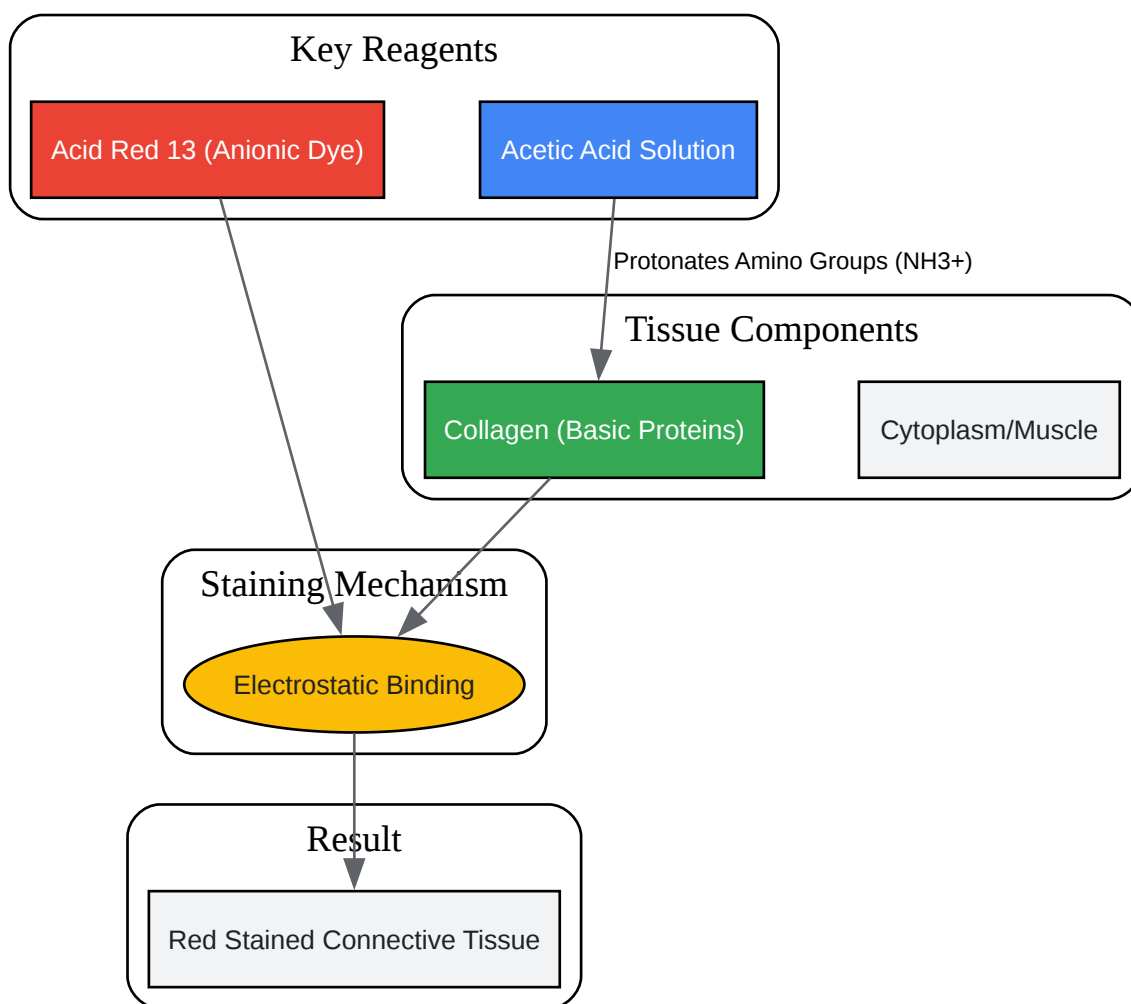 Key Reagents
Acid Red 13 (Anionic Dye)
Acetic Acid Solution
Protonates Amino Groups (NH3+)
Tissue Components
Collagen (Basic Proteins)
Cytoplasm/Muscle
Staining Mechanism
Electrostatic Binding
Result
Red Stained Connective Tissue